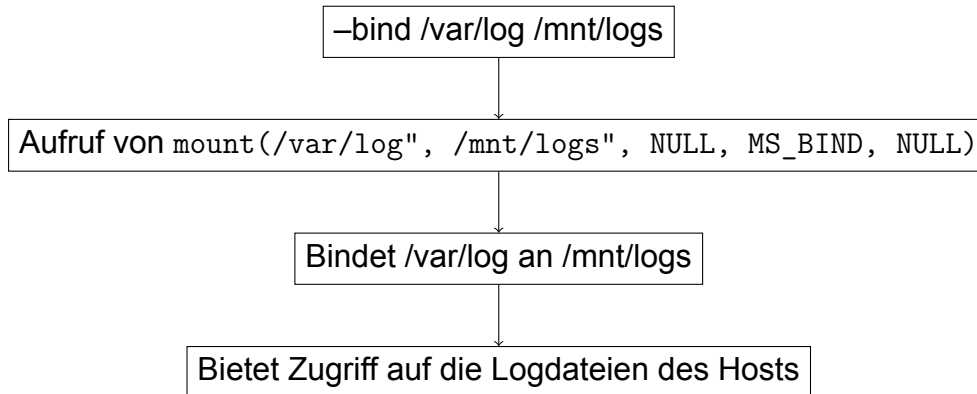 –bind /var/log /mnt/logs
Aufruf von mount(/var/log", /mnt/logs", NULL, MS_BIND, NULL)
Bindet /var/log an /mnt/logs
Bietet Zugriff auf die Logdateien des Hosts